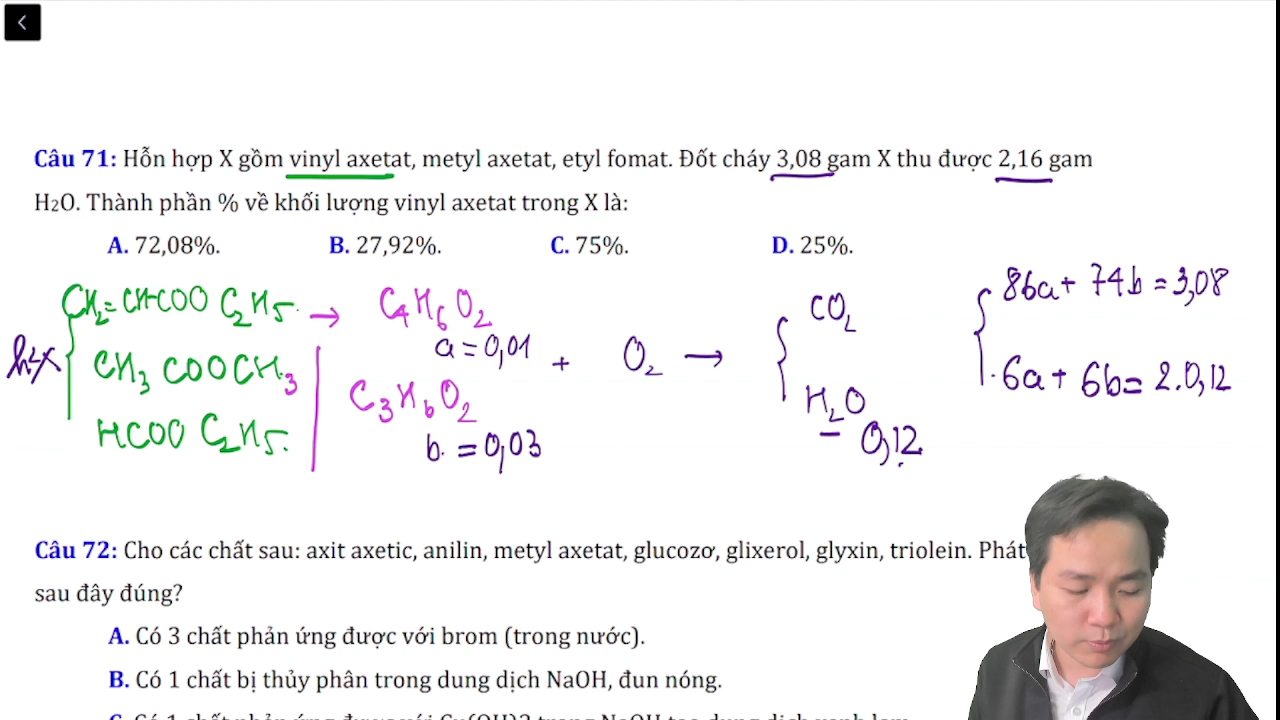 Câu 71: Hỗn hợp X gồm vinyl axetat, metyl axetat, etyl fomat. Đốt cháy 3,08 gam X thu được 2,16 gam
H2O. Thành phần % về khối lượng vinyl axetat trong X là:
A. 72,08%. B. 27,92%. C. 75%. D. 25%.
CH2=CHCOO C2H5. → C4H6O2
a = 0,01
CH3 COOCH3
C3H6O2
HCOO C2H5.
b. = 0,03
+ O2 →
CO2
H2O
0,12
86a + 74b = 3,08
6a + 6b = 2.0,12
Câu 72: Cho các chất sau: axit axetic, anilin, metyl axetat, glucozơ, glixerol, glyxin, triolein. Phát
sau đây đúng?
A. Có 3 chất phản ứng được với brom (trong nước).
B. Có 1 chất bị thủy phân trong dung dịch NaOH, đun nóng.